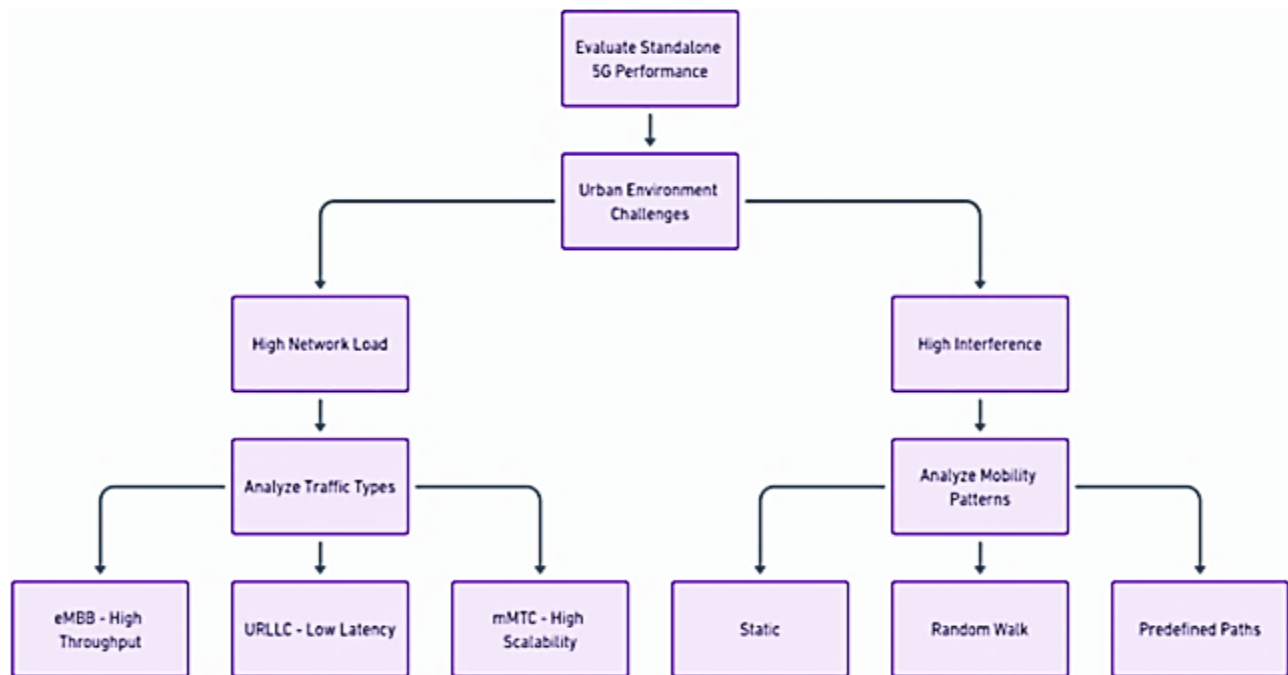 Evaluate Standalone
5G Performance
Urban Environment
Challenges
High Network Load
High Interference
Analyze Traffic Types
Analyze Mobility
Patterns
eMBB - High
Throughput
URLLC - Low Latency
mMTC - High
Scalability
Static
Random Walk
Predefined Paths